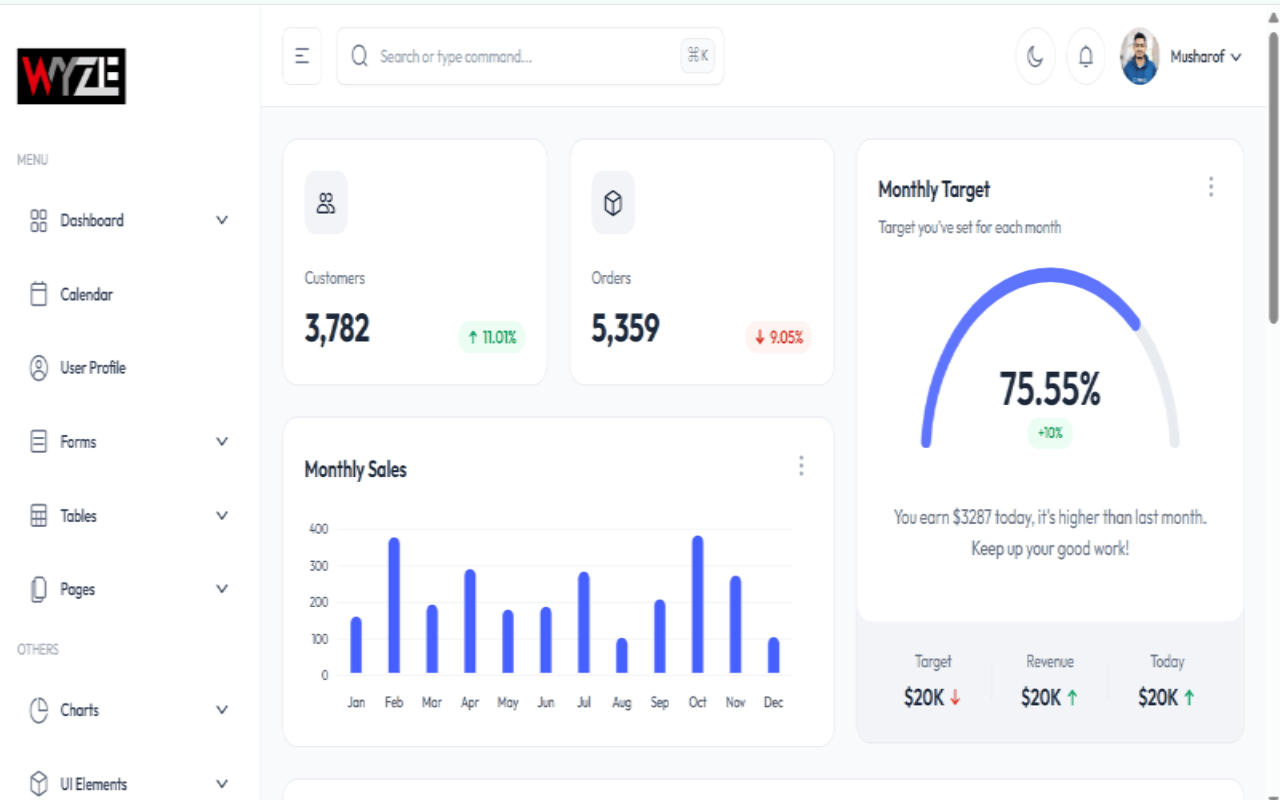 WYZE
Search or type command...
⌘K
Musharof
MENU
Dashboard
Calendar
User Profile
Forms
Tables
Pages
OTHERS
Charts
UI Elements
Customers
3,782
↑ 11.01%
Orders
5,359
↓ 9.05%
Monthly Sales
400
300
200
100
0
Jan Feb Mar Apr May Jun Jul Aug Sep Oct Nov Dec
Monthly Target
Target you've set for each month
75.55%
+10%
You earn $3287 today, it's higher than last month.
Keep up your good work!
Target Revenue Today
$20K ↓ $20K ↑ $20K ↑